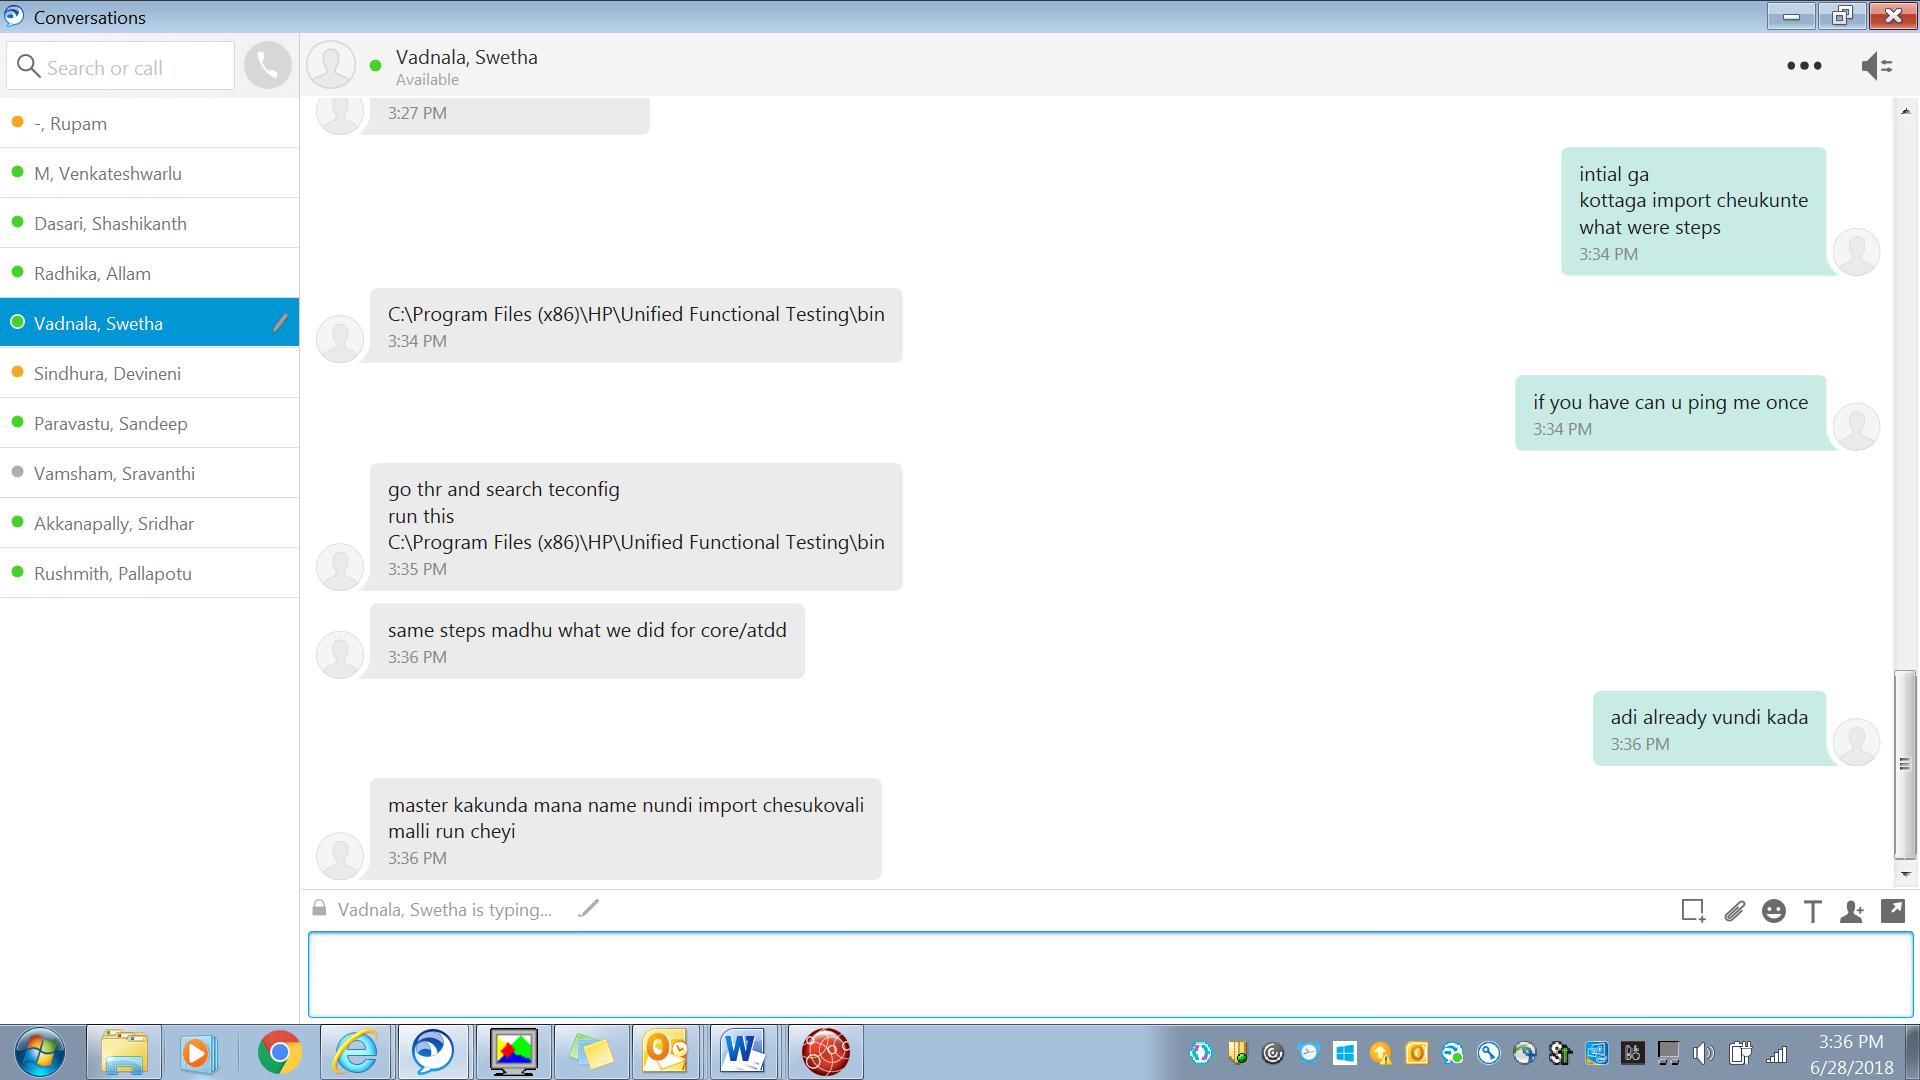 Conversations
Search or call
-, Rupam
M, Venkateshwarlu
Dasari, Shashikanth
Radhika, Allam
Vadnala, Swetha
Sindhura, Devineni
Paravastu, Sandeep
Vamsham, Sravanthi
Akkanapally, Sridhar
Rushmith, Pallapotu
Vadnala, Swetha
Available
3:27 PM
intial ga
kottaga import cheukunte
what were steps
3:34 PM
C:\Program Files (x86)\HP\Unified Functional Testing\bin
3:34 PM
if you have can u ping me once
3:34 PM
go thr and search teconfig
run this
C:\Program Files (x86)\HP\Unified Functional Testing\bin
3:35 PM
same steps madhu what we did for core/atdd
3:36 PM
adi already vundi kada
3:36 PM
master kakunda mana name nundi import chesukovali
malli run cheyi
3:36 PM
Vadnala, Swetha is typing...
3:36 PM
6/28/2018